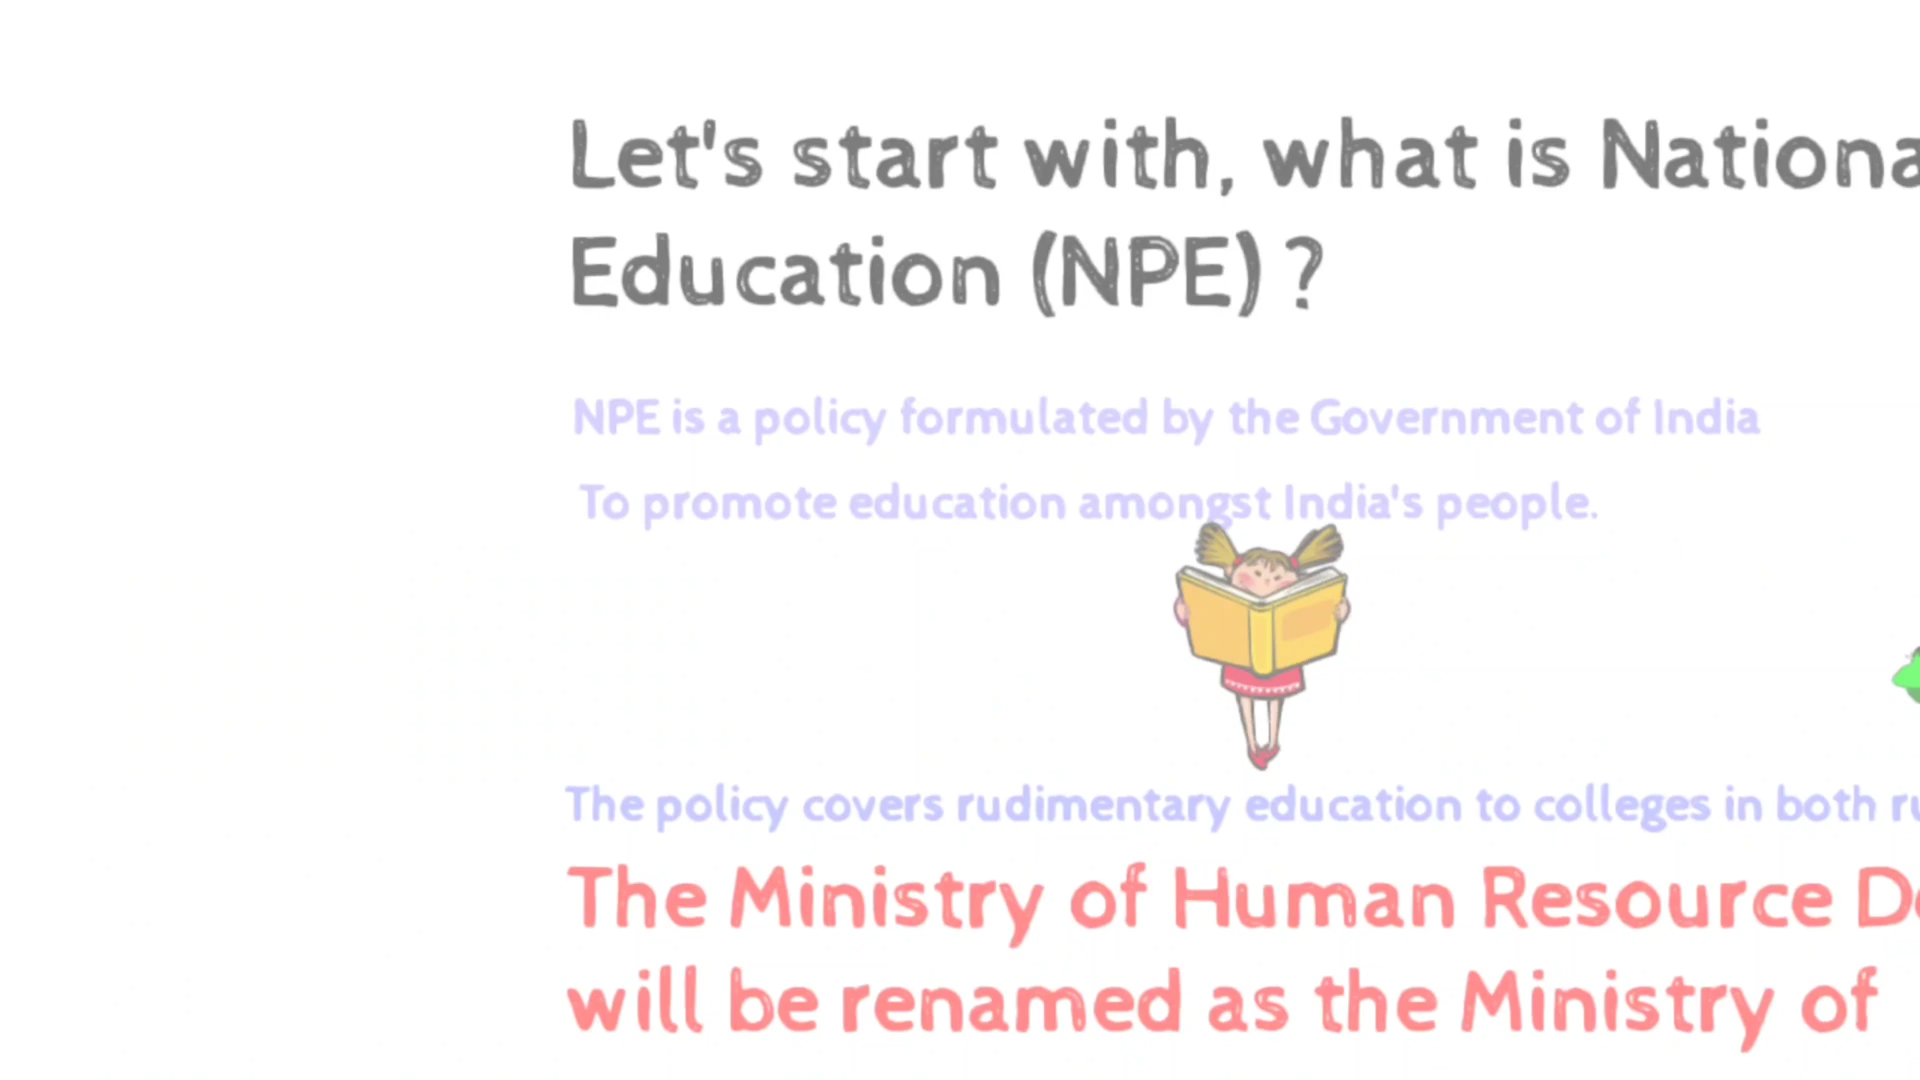 Let's start with, what is Nationa
Education (NPE) ?
NPE is a policy formulated by the Government of India
To promote education amongst India's people.
The policy covers rudimentary education to colleges in both ru
The Ministry of Human Resource De
will be renamed as the Ministry of